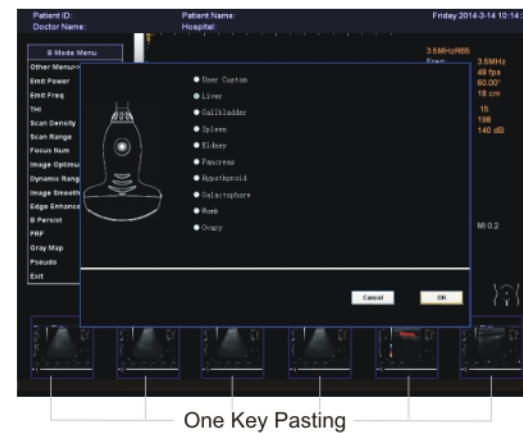 Patient ID: Patient Name: Friday 2014-3-14 10:14:
Doctor Name: Hospital:
B Mode Menu
Other Menu>>
Emit Power
Emit Freq
THI
Scan Density
Scan Range
Focus Num
Image Optimu
Dynamic Rang
Image Smooth
Edge Enhance
B Persist
PRF
Gray Map
Pseudo
Exit
User Custom
Liver
Gallbladder
Spleen
Kidney
Pancreas
Hypothyroid
Galactophore
Womb
Ovary
Cancel OK
3.5MHzR65
3.5MHz
48 fps
60.00°
18 cm
15
198
140 dB
MI 0.2
One Key Pasting